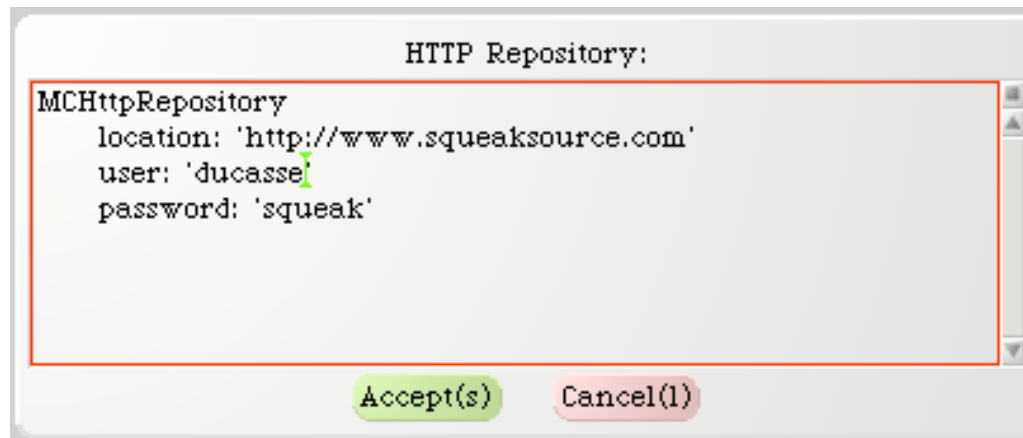 HTTP Repository:
MCHttpRepository
location: 'http://www.squeaksource.com'
user: 'ducasse'
password: 'squeak'
Accept(s)
Cancel(l)